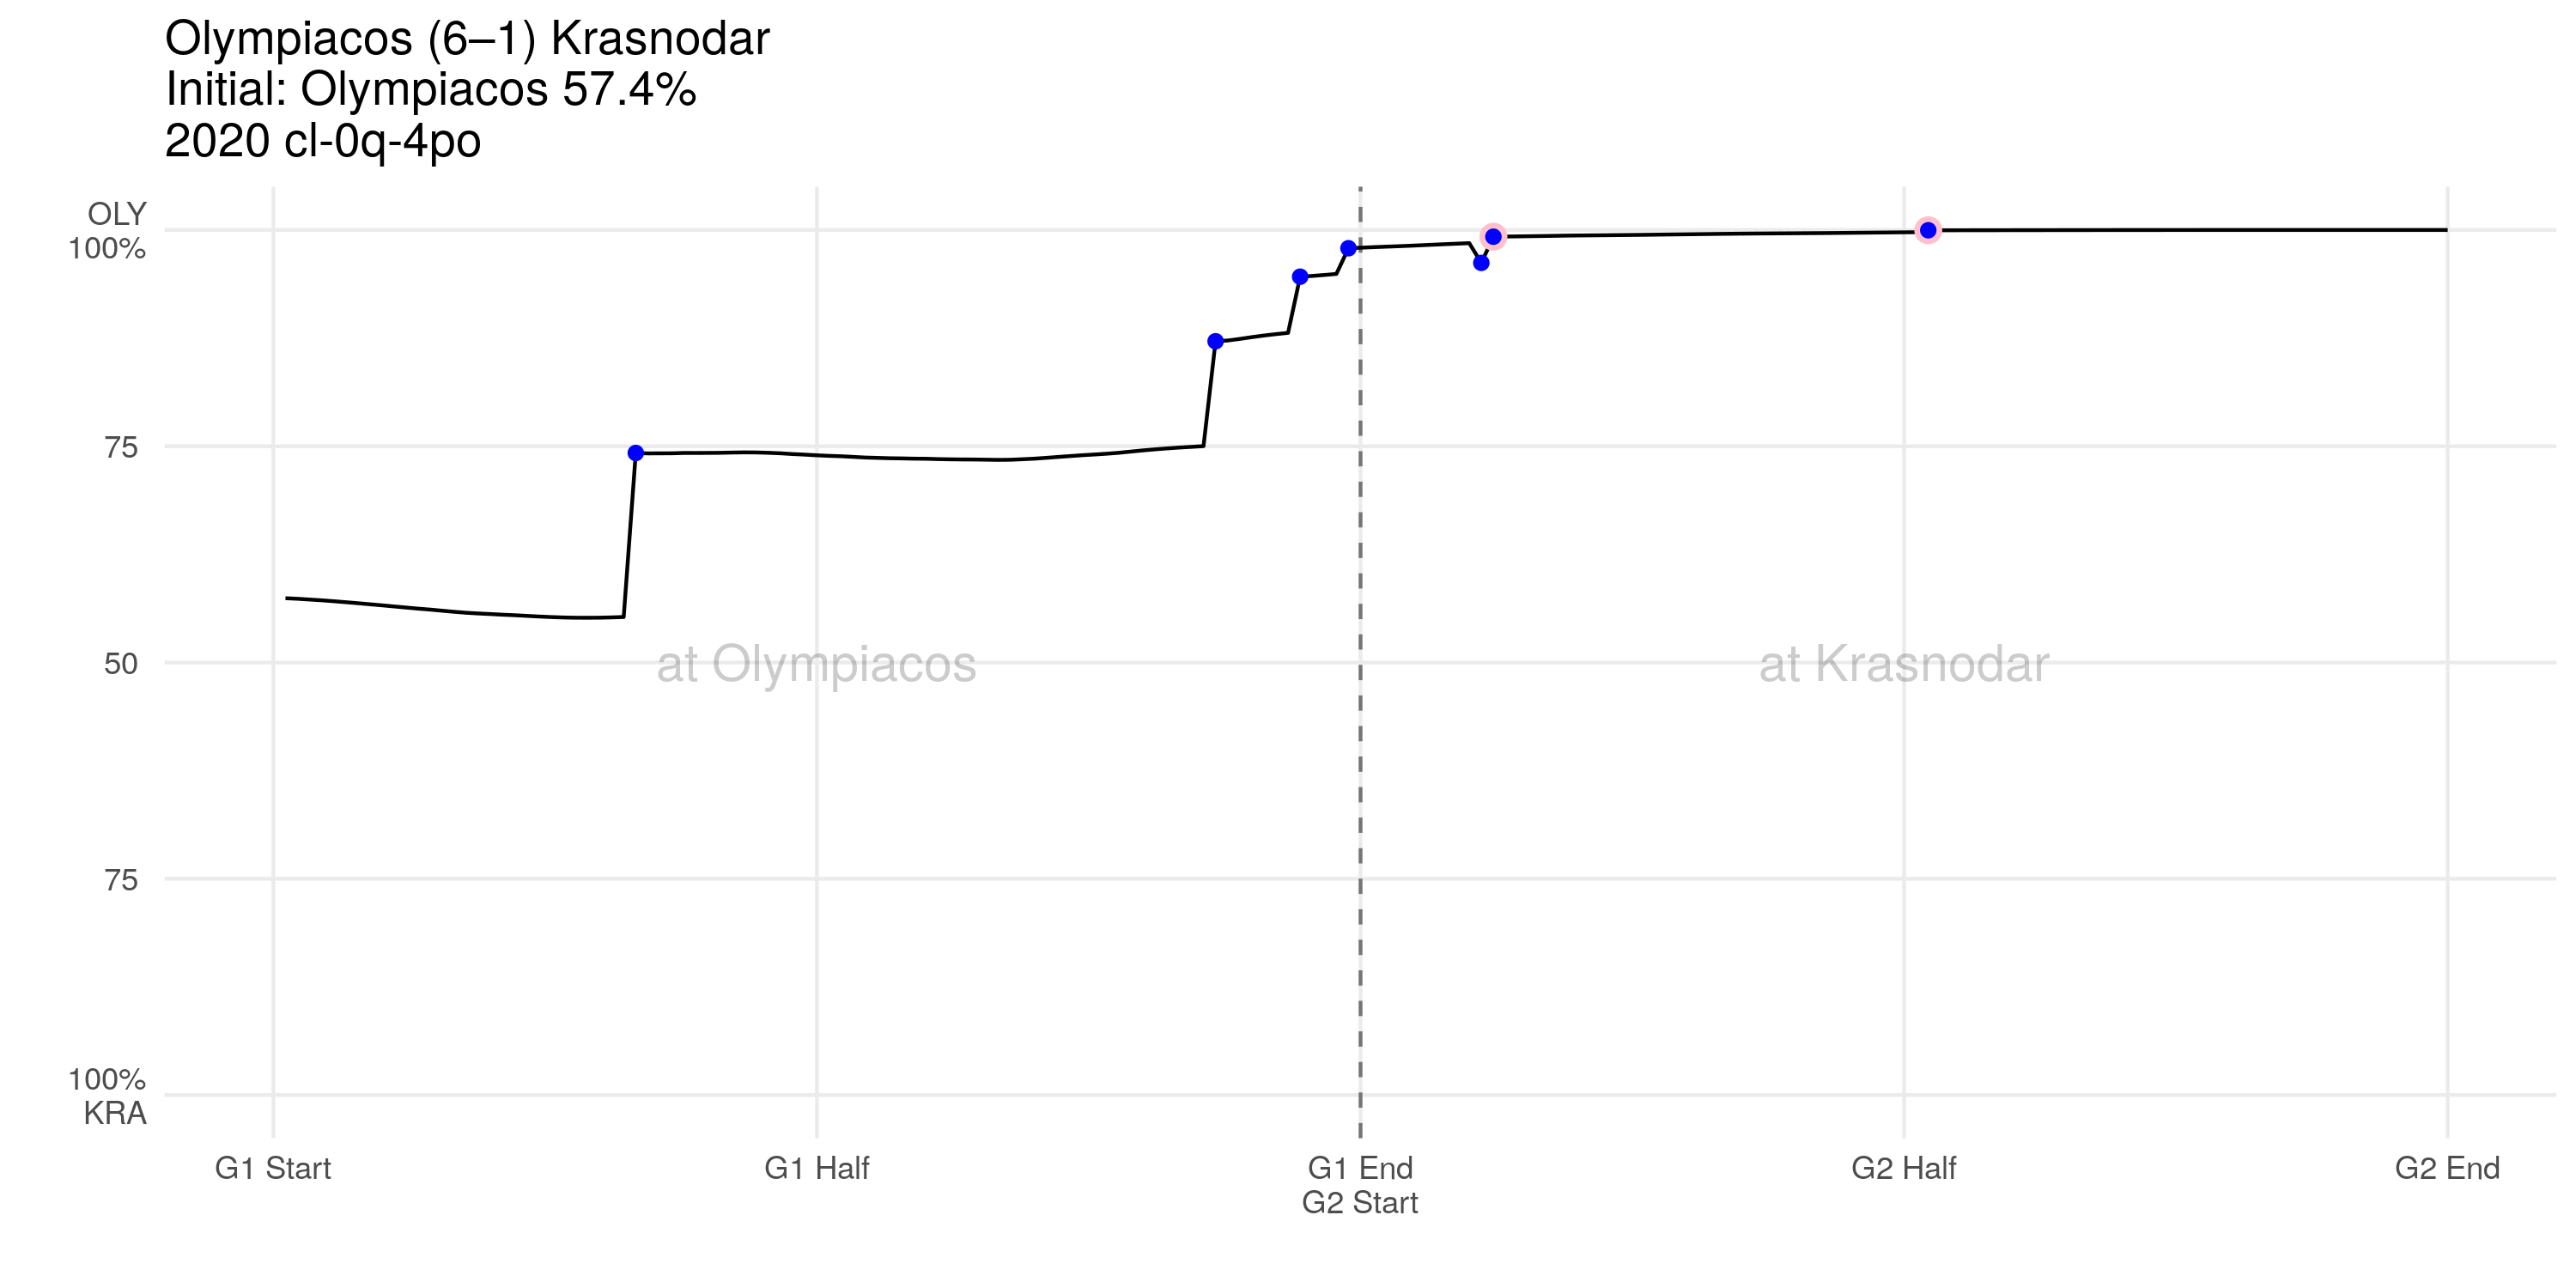 Olympiacos (6–1) Krasnodar
Initial: Olympiacos 57.4%
2020 cl-0q-4po
OLY
100%
75
50
75
100%
KRA
at Olympiacos
at Krasnodar
G1 Start
G1 Half
G1 End
G2 Start
G2 Half
G2 End